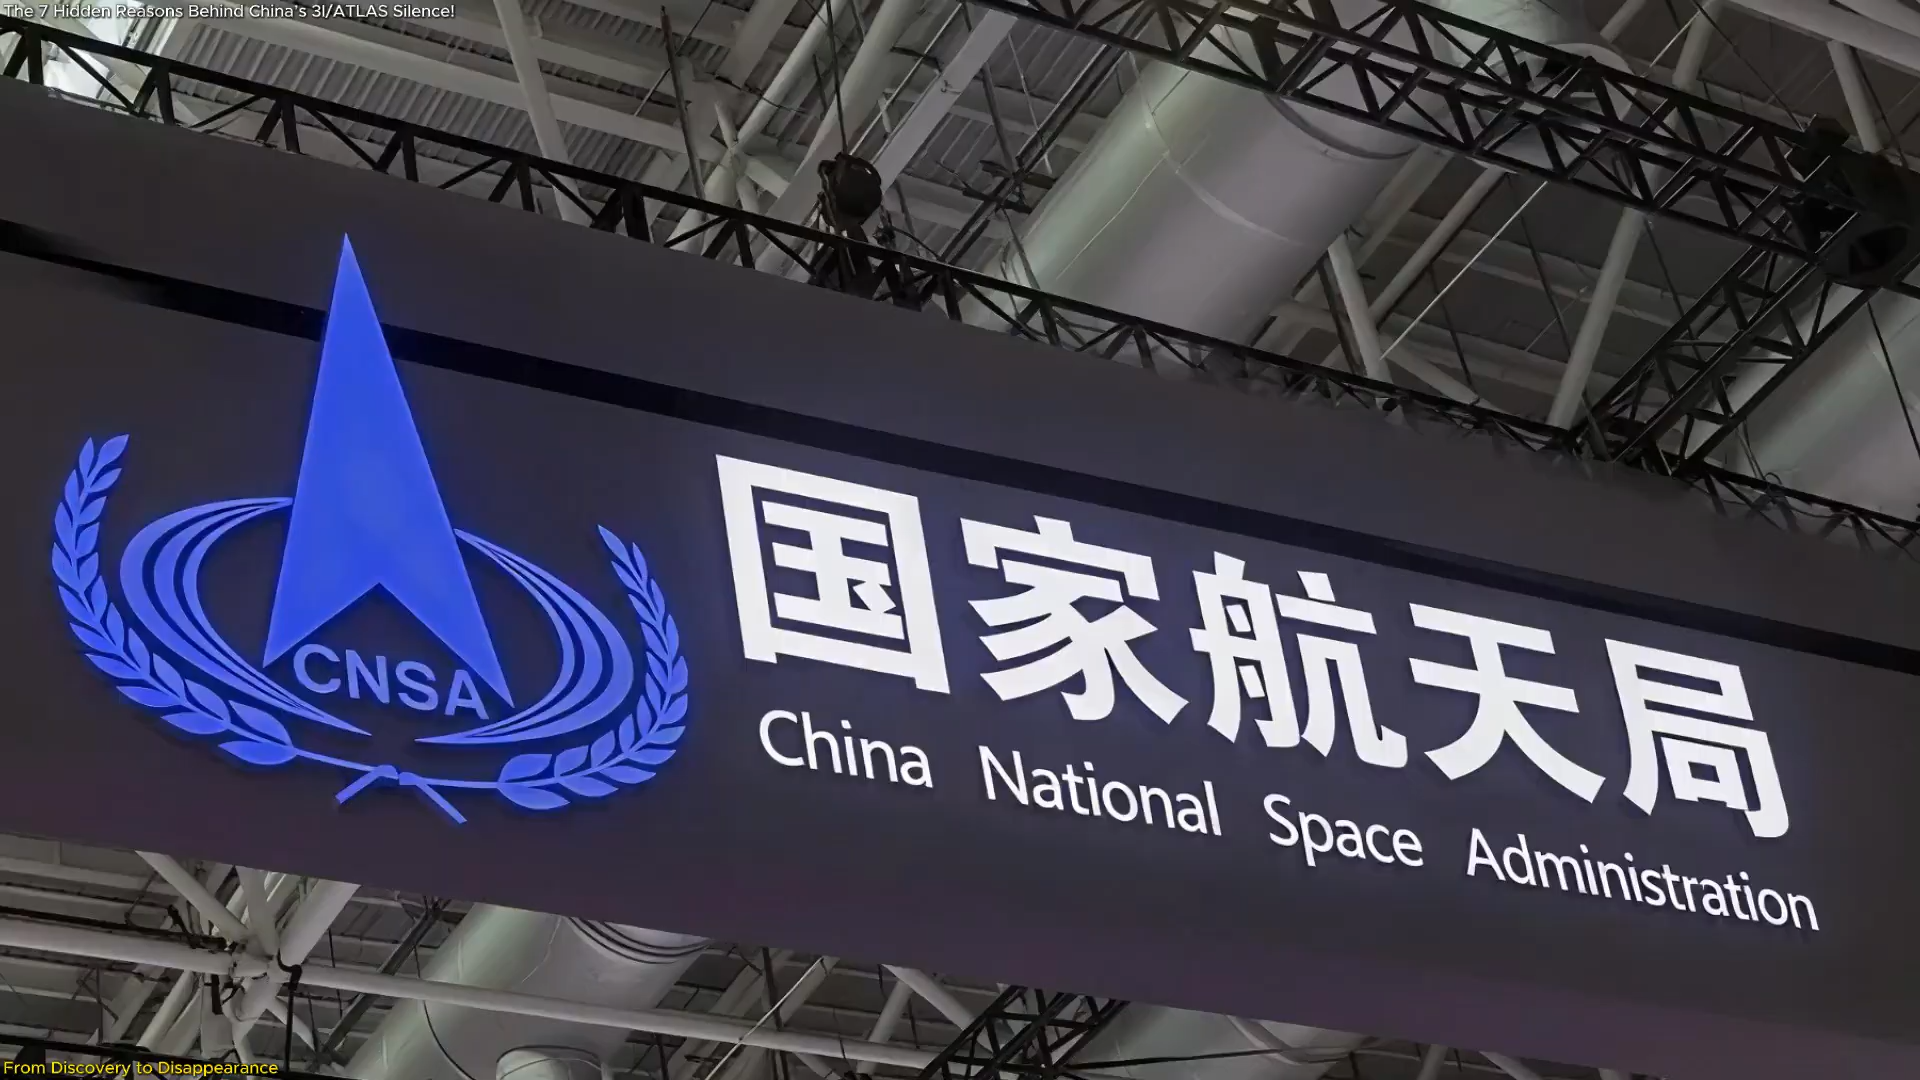 The 7 Hidden Reasons Behind China's 3I/ATLAS Silence!
CNSA
国家航天局
China National Space Administration
From Discovery to Disappearance